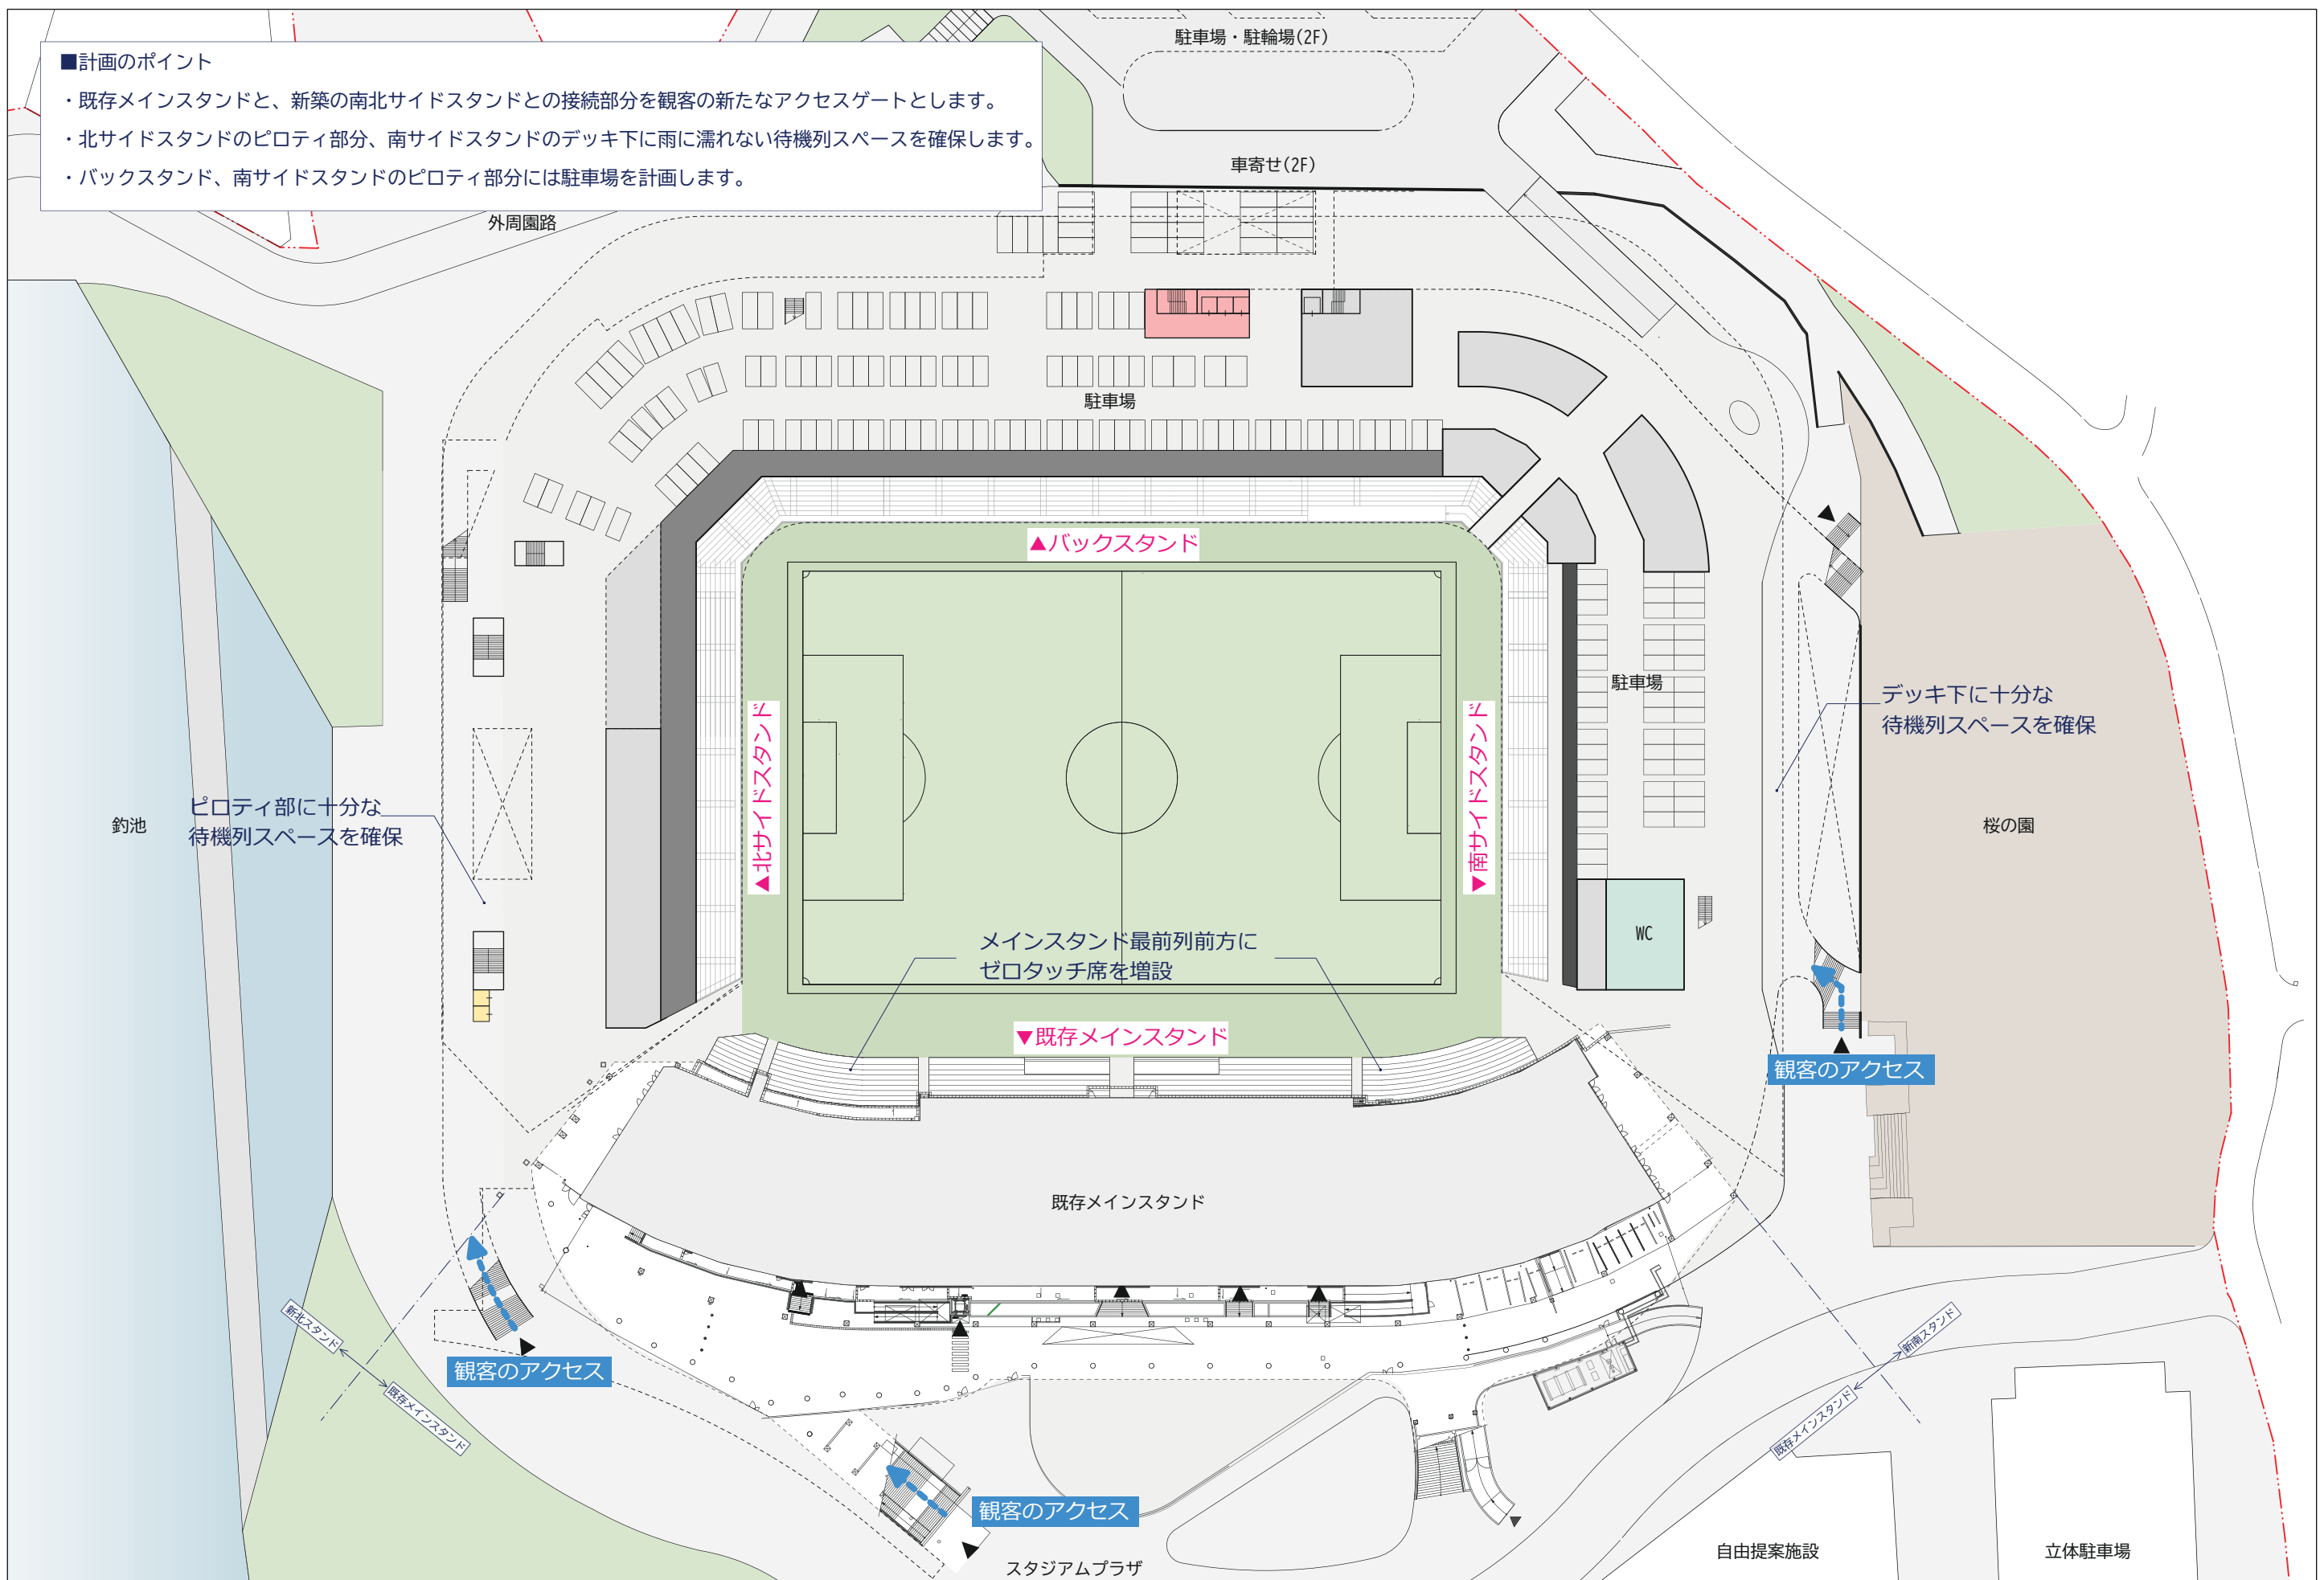 ■計画のポイント
・既存メインスタンドと、新築の南北サイドスタンドとの接続部分を観客の新たなアクセスゲートとします。
・北サイドスタンドのピロティ部分、南サイドスタンドのデッキ下に雨に濡れない待機列スペースを確保します。
・バックスタンド、南サイドスタンドのピロティ部分には駐車場を計画します。
駐車場・駐輪場(2F)
車寄せ(2F)
外周園路
駐車場
▲バックスタンド
駐車場
デッキ下に十分な
待機列スペースを確保
▲北サイドスタンド
▼南サイドスタンド
ピロティ部に十分な
待機列スペースを確保
釣池
桜の園
WC
メインスタンド最前列前方に
ゼロタッチ席を増設
▼既存メインスタンド
観客のアクセス
既存メインスタンド
新北スタンド
既存メインスタンド
観客のアクセス
新南スタンド
既存メインスタンド
観客のアクセス
スタジアムプラザ
自由提案施設
立体駐車場